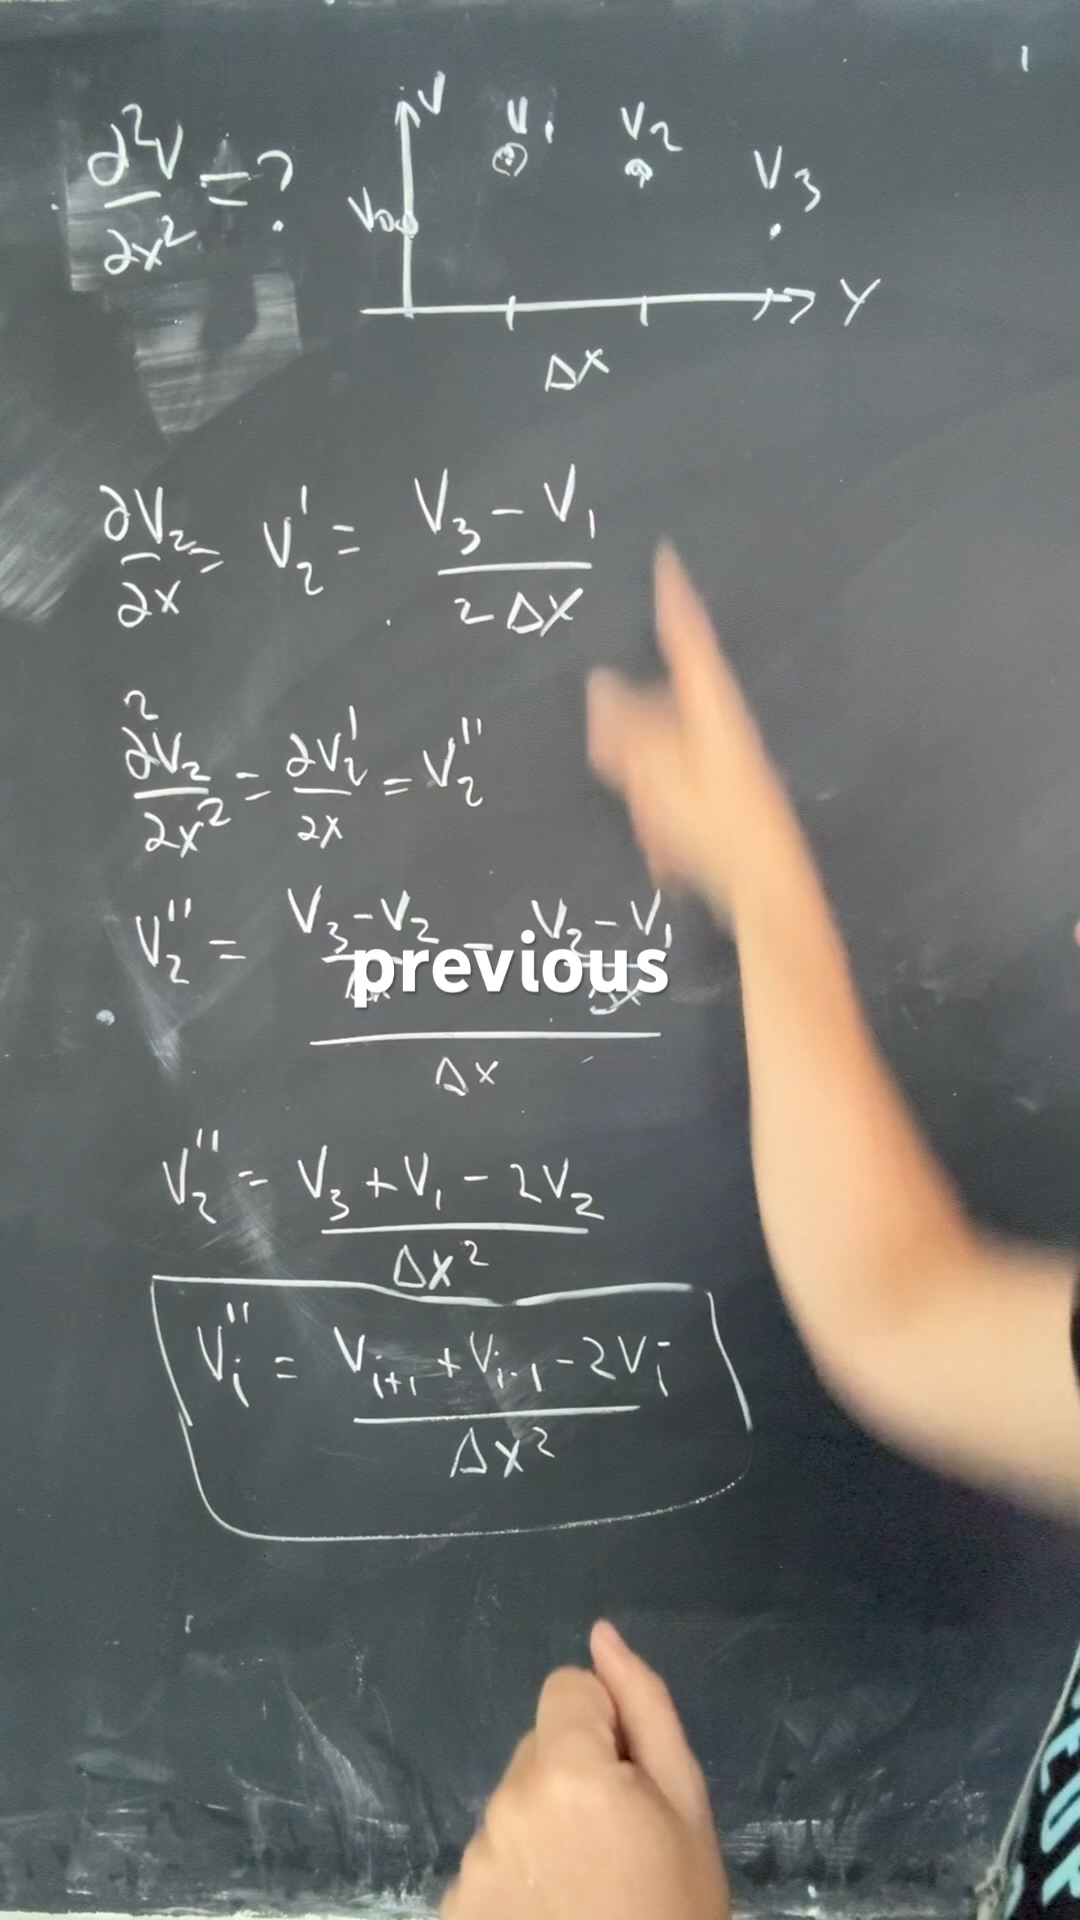 ∂²V/∂x² = ?
V
V₁
V₂
V₃
V₀
Y
Δx
∂V₂/∂x = V₂' = (V₃ - V₁)/(2Δx)
∂²V₂/∂x² = ∂V₂'/∂x = V₂''
V₂'' = ((V₃ - V₂)/Δx - (V₂ - V₁)/Δx)/Δx
previous
V₂'' = (V₃ + V₁ - 2V₂)/Δx²
Vᵢ'' = (Vᵢ₊₁ + Vᵢ₋₁ - 2Vᵢ)/Δx²